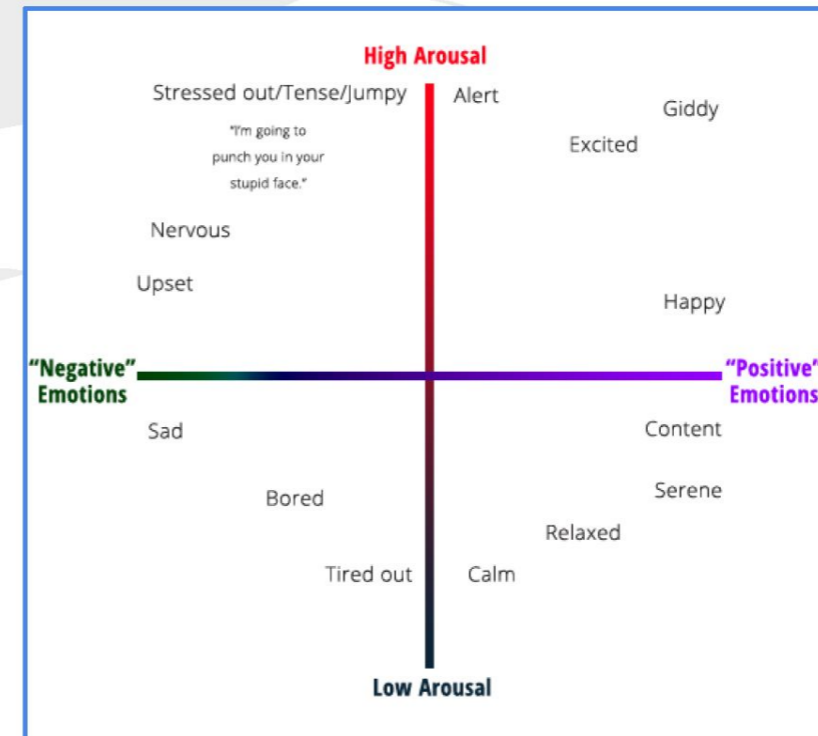 High Arousal
Stressed out/Tense/Jumpy
Alert
Giddy
"I'm going to
punch you in your
stupid face."
Excited
Nervous
Upset
Happy
“Negative”
Emotions
“Positive”
Emotions
Sad
Content
Bored
Serene
Relaxed
Tired out
Calm
Low Arousal